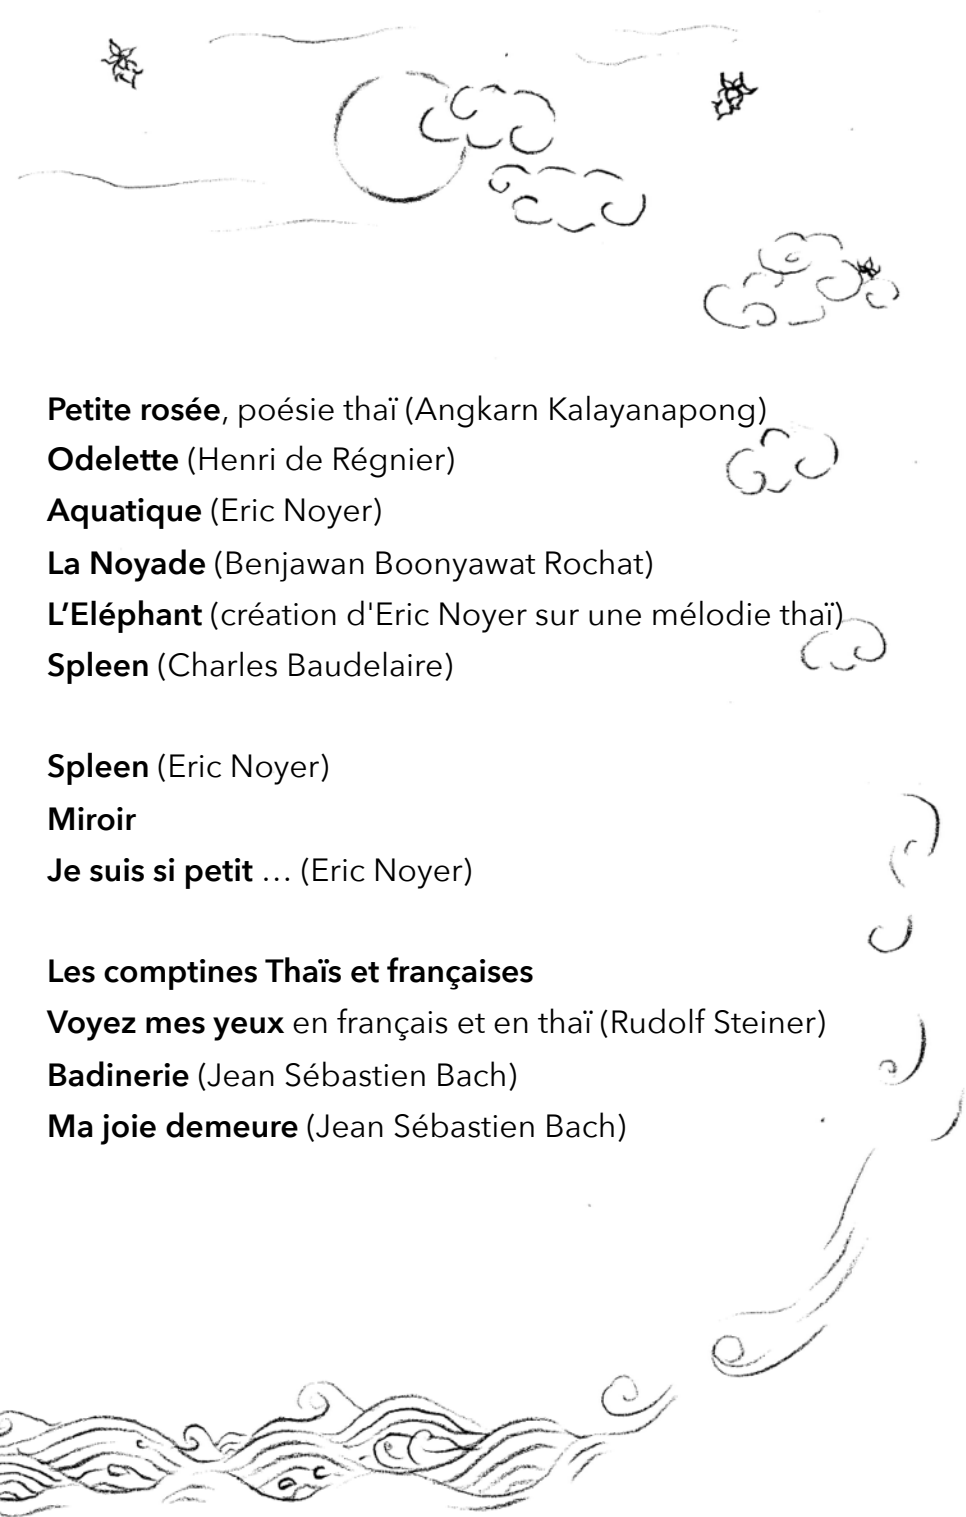 Petite rosée, poésie thaï (Angkarn Kalayanapong)
Odelette (Henri de Régnier)
Aquatique (Eric Noyer)
La Noyade (Benjawan Boonyawat Rochat)
L’Eléphant (création d'Eric Noyer sur une mélodie thaï)
Spleen (Charles Baudelaire)
Spleen (Eric Noyer)
Miroir
Je suis si petit … (Eric Noyer)
Les comptines Thaïs et françaises
Voyez mes yeux en français et en thaï (Rudolf Steiner)
Badinerie (Jean Sébastien Bach)
Ma joie demeure (Jean Sébastien Bach)